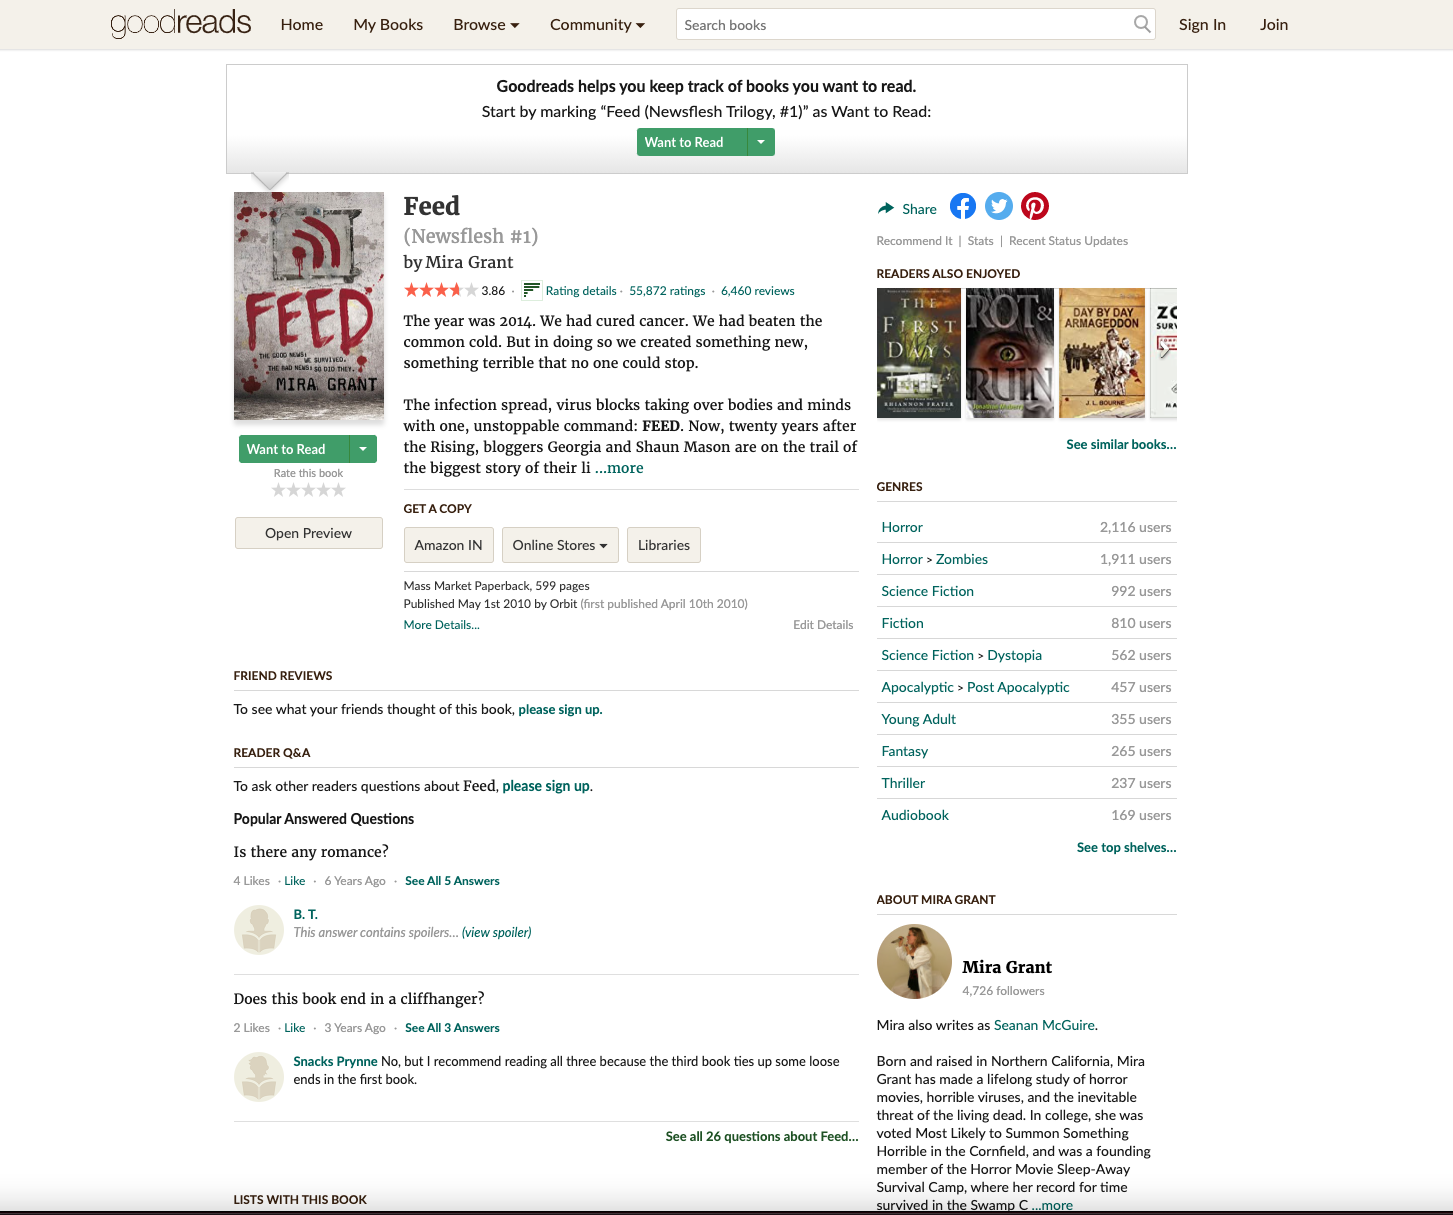 goodreads
Home
My Books
Browse
Community
Search books
Sign In
Join
Goodreads helps you keep track of books you want to read.
Start by marking “Feed (Newsflesh Trilogy, #1)” as Want to Read:
Want to Read
FEED
THE GOOD NEWS:
WE SURVIVED.
THE BAD NEWS: SO DID THEY.
MIRA GRANT
Want to Read
Rate this book
Open Preview
Feed
(Newsflesh #1)
by Mira Grant
3.86 · Rating details · 55,872 ratings · 6,460 reviews
The year was 2014. We had cured cancer. We had beaten the
common cold. But in doing so we created something new,
something terrible that no one could stop.
The infection spread, virus blocks taking over bodies and minds
with one, unstoppable command: FEED. Now, twenty years after
the Rising, bloggers Georgia and Shaun Mason are on the trail of
the biggest story of their li ...more
GET A COPY
Amazon IN
Online Stores
Libraries
Mass Market Paperback, 599 pages
Published May 1st 2010 by Orbit (first published April 10th 2010)
More Details...
Edit Details
FRIEND REVIEWS
To see what your friends thought of this book, please sign up.
READER Q&A
To ask other readers questions about Feed, please sign up.
Popular Answered Questions
Is there any romance?
4 Likes · Like · 6 Years Ago · See All 5 Answers
B. T.
This answer contains spoilers… (view spoiler)
Does this book end in a cliffhanger?
2 Likes · Like · 3 Years Ago · See All 3 Answers
Snacks Prynne No, but I recommend reading all three because the third book ties up some loose
ends in the first book.
See all 26 questions about Feed…
LISTS WITH THIS BOOK
Share
Recommend It | Stats | Recent Status Updates
READERS ALSO ENJOYED
THE
FIRST
DAYS
RHIANNON FRATER
ROT &
RUIN
Jonathan Maberry
DAY BY DAY
ARMAGEDDON
J. L. BOURNE
ZO
SURV
MA
See similar books…
GENRES
Horror 2,116 users
Horror > Zombies 1,911 users
Science Fiction 992 users
Fiction 810 users
Science Fiction > Dystopia 562 users
Apocalyptic > Post Apocalyptic 457 users
Young Adult 355 users
Fantasy 265 users
Thriller 237 users
Audiobook 169 users
See top shelves…
ABOUT MIRA GRANT
Mira Grant
4,726 followers
Mira also writes as Seanan McGuire.
Born and raised in Northern California, Mira
Grant has made a lifelong study of horror
movies, horrible viruses, and the inevitable
threat of the living dead. In college, she was
voted Most Likely to Summon Something
Horrible in the Cornfield, and was a founding
member of the Horror Movie Sleep-Away
Survival Camp, where her record for time
survived in the Swamp C ...more